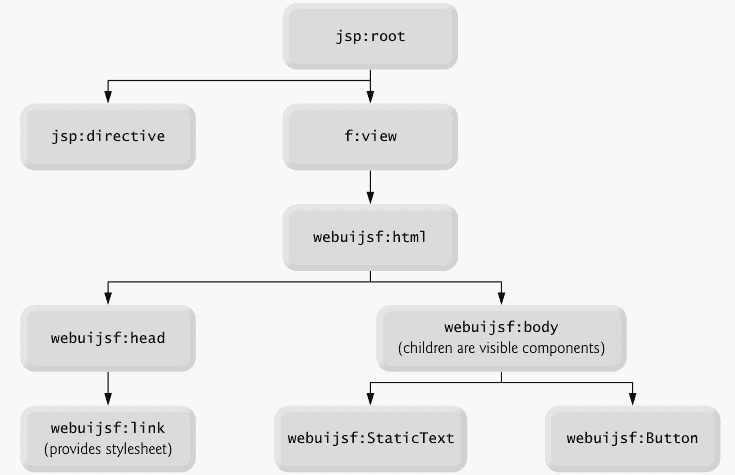 jsp:root
jsp:directive
f:view
webuijsf:html
webuijsf:head
webuijsf:body
(children are visible components)
webuijsf:link
(provides stylesheet)
webuijsf:StaticText
webuijsf:Button